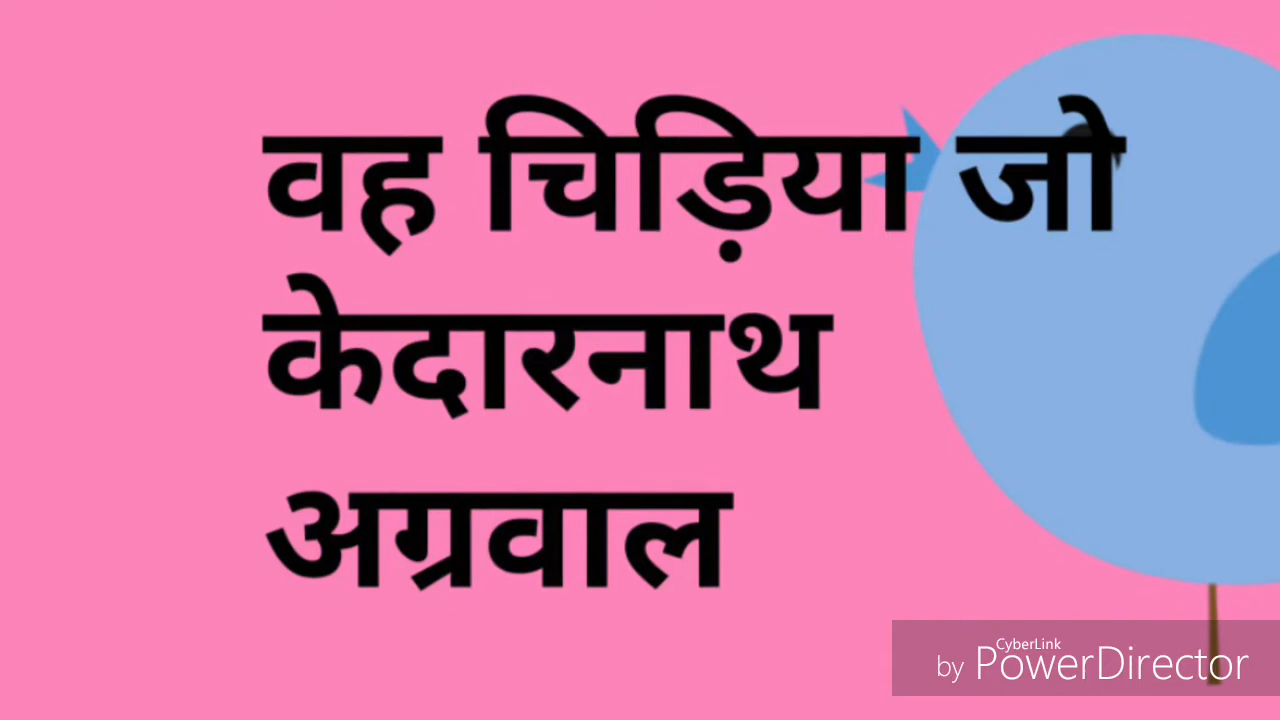 वह चिड़िया जो
केदारनाथ
अग्रवाल
CyberLink
by PowerDirector